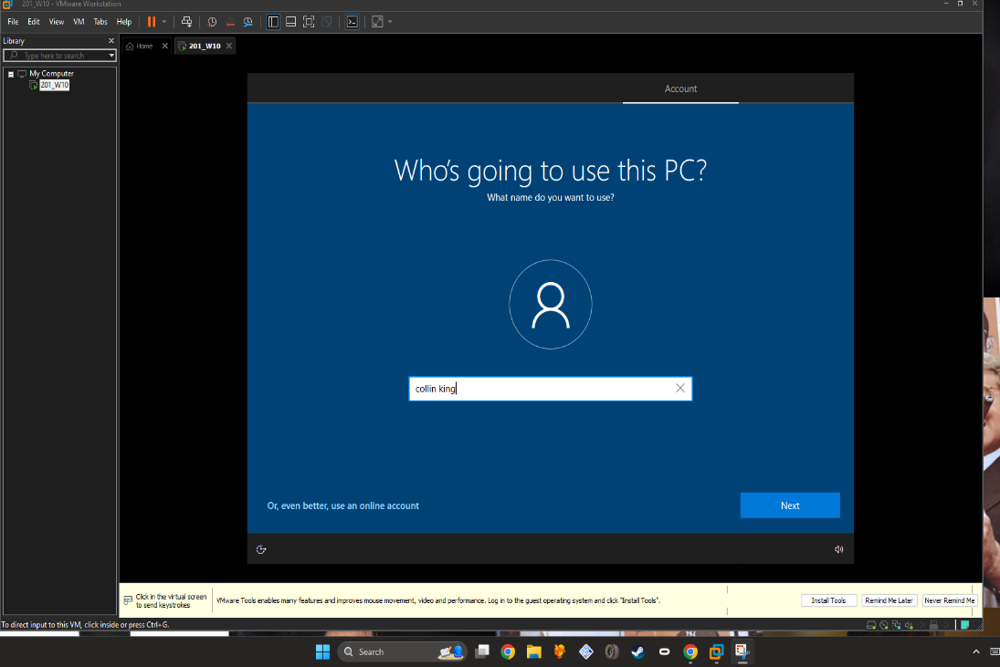 201_W10 - VMware Workstation
File Edit View VM Tabs Help
Library
Home
201_W10
Type here to search
My Computer
201_W10
Account
Who's going to use this PC?
What name do you want to use?
collin king
Or, even better, use an online account
Next
Click in the virtual screen
to send keystrokes
VMware Tools enables many features and improves mouse movement, video and performance. Log in to the guest operating system and click "Install Tools".
Install Tools
Remind Me Later
Never Remind Me
To direct input to this VM, click inside or press Ctrl+G.
Search